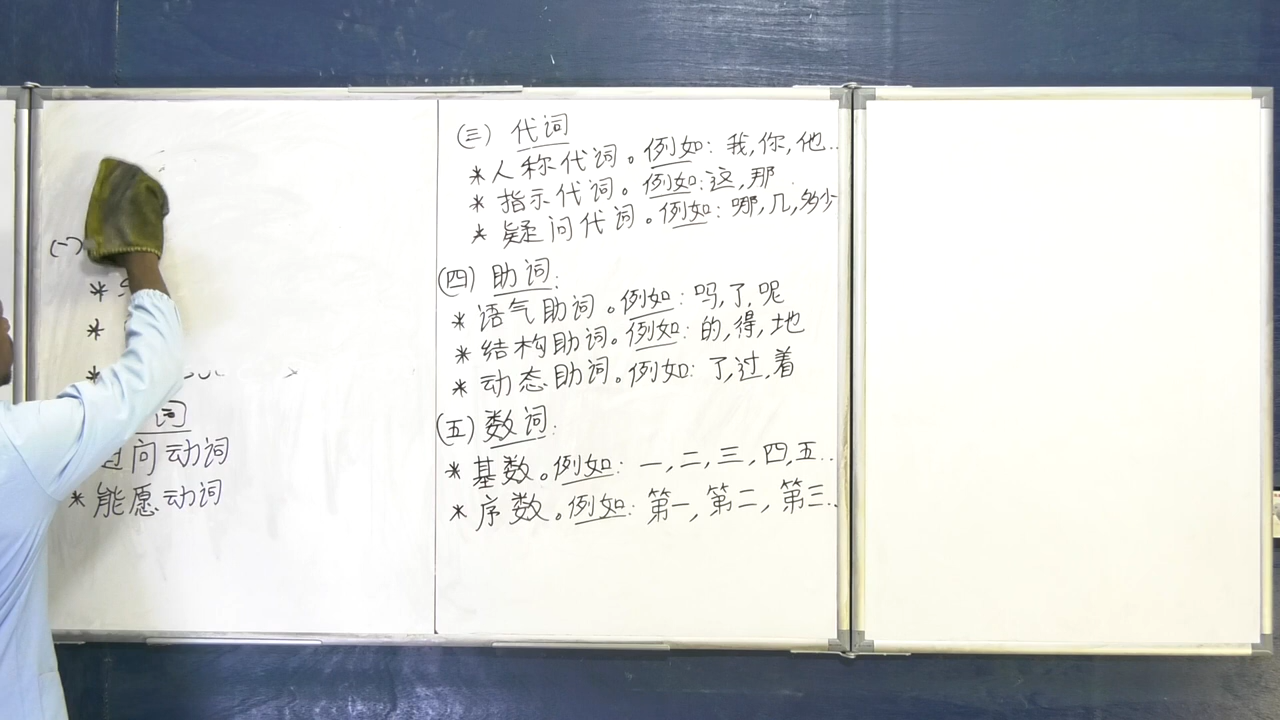 (一)
*
*
*
词
向动词
* 能愿动词
(三) 代词
* 人称代词。例如: 我,你,他..
* 指示代词。例如:这,那
* 疑问代词。例如: 哪,几,多少
(四) 助词:
* 语气助词。例如: 吗,了,呢
* 结构助词。例如: 的,得,地
* 动态助词。例如: 了,过,着
(五) 数词:
* 基数。例如: 一,二,三,四,五..
* 序数。例如: 第一, 第二, 第三..